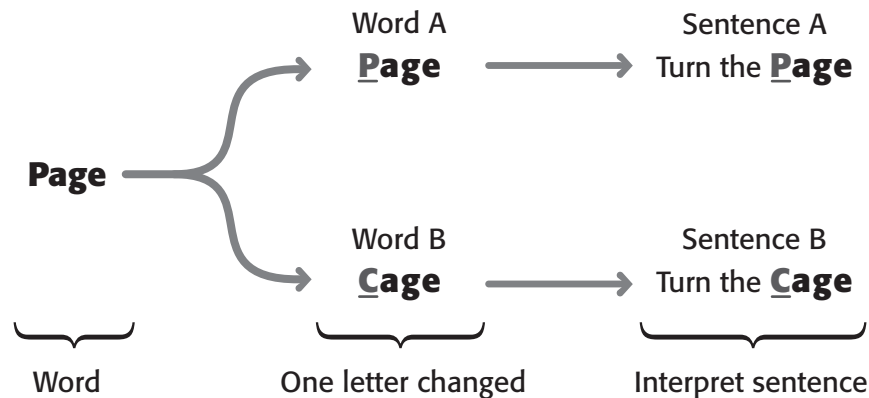 Word A
Page
Sentence A
Turn the Page
Page
Word B
Cage
Sentence B
Turn the Cage
Word
One letter changed
Interpret sentence